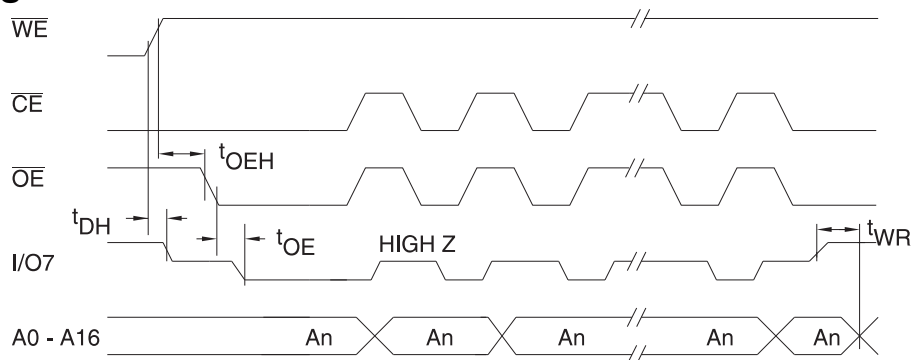 WE
CE
OE
tOEH
tDH
tOE
HIGH Z
tWR
I/O7
A0 - A16
An An An An An